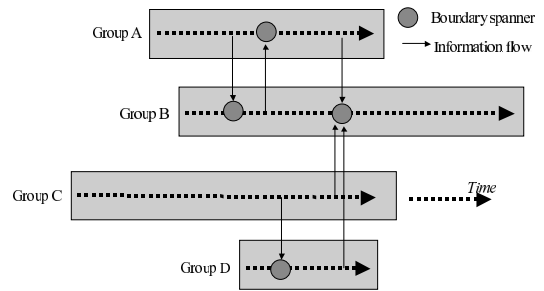 Group A
Boundary spanner
Information flow
Group B
Group C
Time
Group D